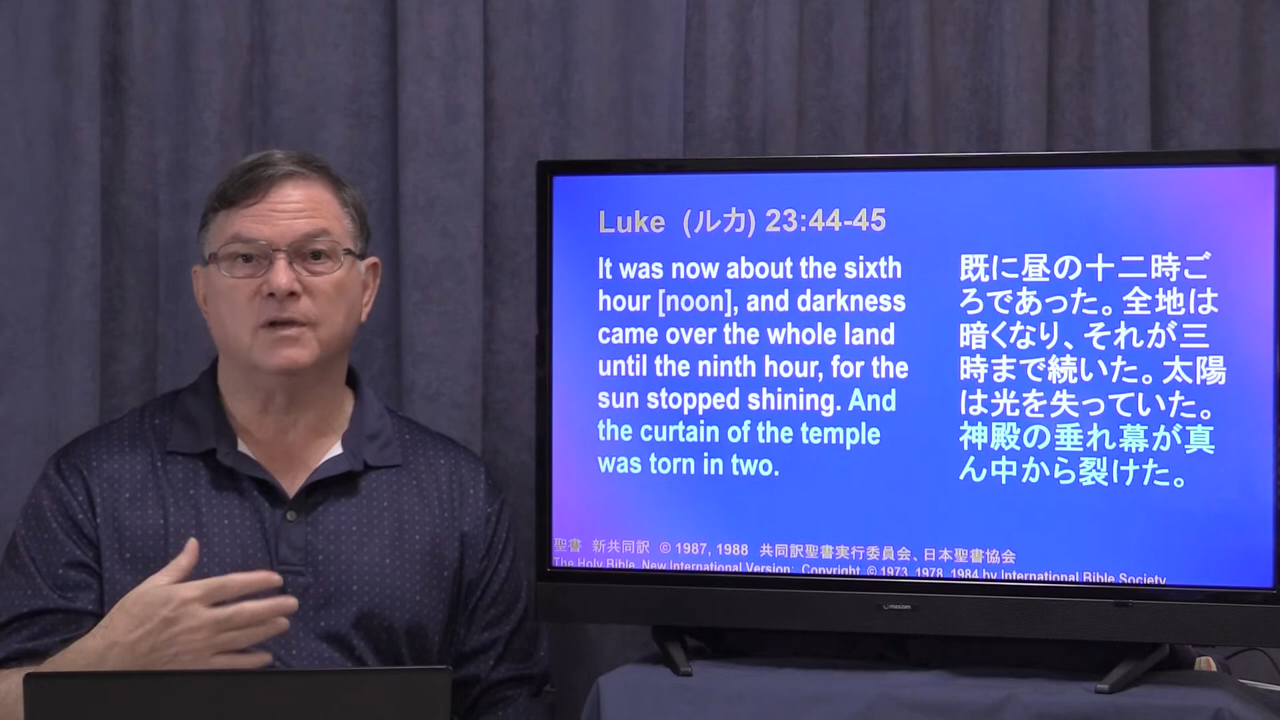 Luke (ルカ) 23:44-45
It was now about the sixth
hour [noon], and darkness
came over the whole land
until the ninth hour, for the
sun stopped shining. And
the curtain of the temple
was torn in two.
既に昼の十二時ご
ろであった。全地は
暗くなり、それが三
時まで続いた。太陽
は光を失っていた。
神殿の垂れ幕が真
ん中から裂けた。
聖書 新共同訳 © 1987, 1988 共同訳聖書実行委員会、日本聖書協会
The Holy Bible, New International Version: Copyright © 1973, 1978, 1984 by International Bible Society
maxzen